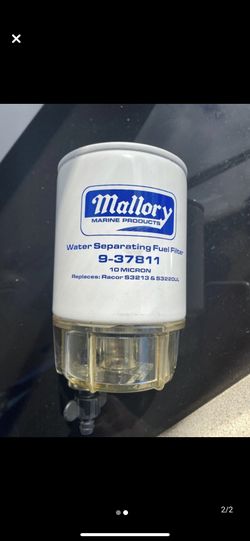 Mallory
MARINE PRODUCTS
Water Separating Fuel Filter
9-37811
10 MICRON
Replaces: Racor S3213 & S3220UL
2/2